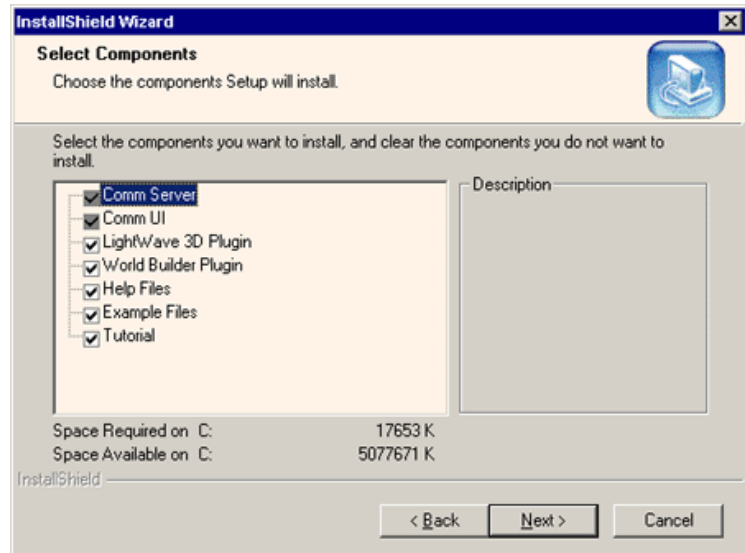 InstallShield Wizard
Select Components
Choose the components Setup will install.
Select the components you want to install, and clear the components you do not want to
install.
Comm Server
Comm UI
LightWave 3D Plugin
World Builder Plugin
Help Files
Example Files
Tutorial
Description
Space Required on C: 17653 K
Space Available on C: 5077671 K
InstallShield
< Back Next > Cancel